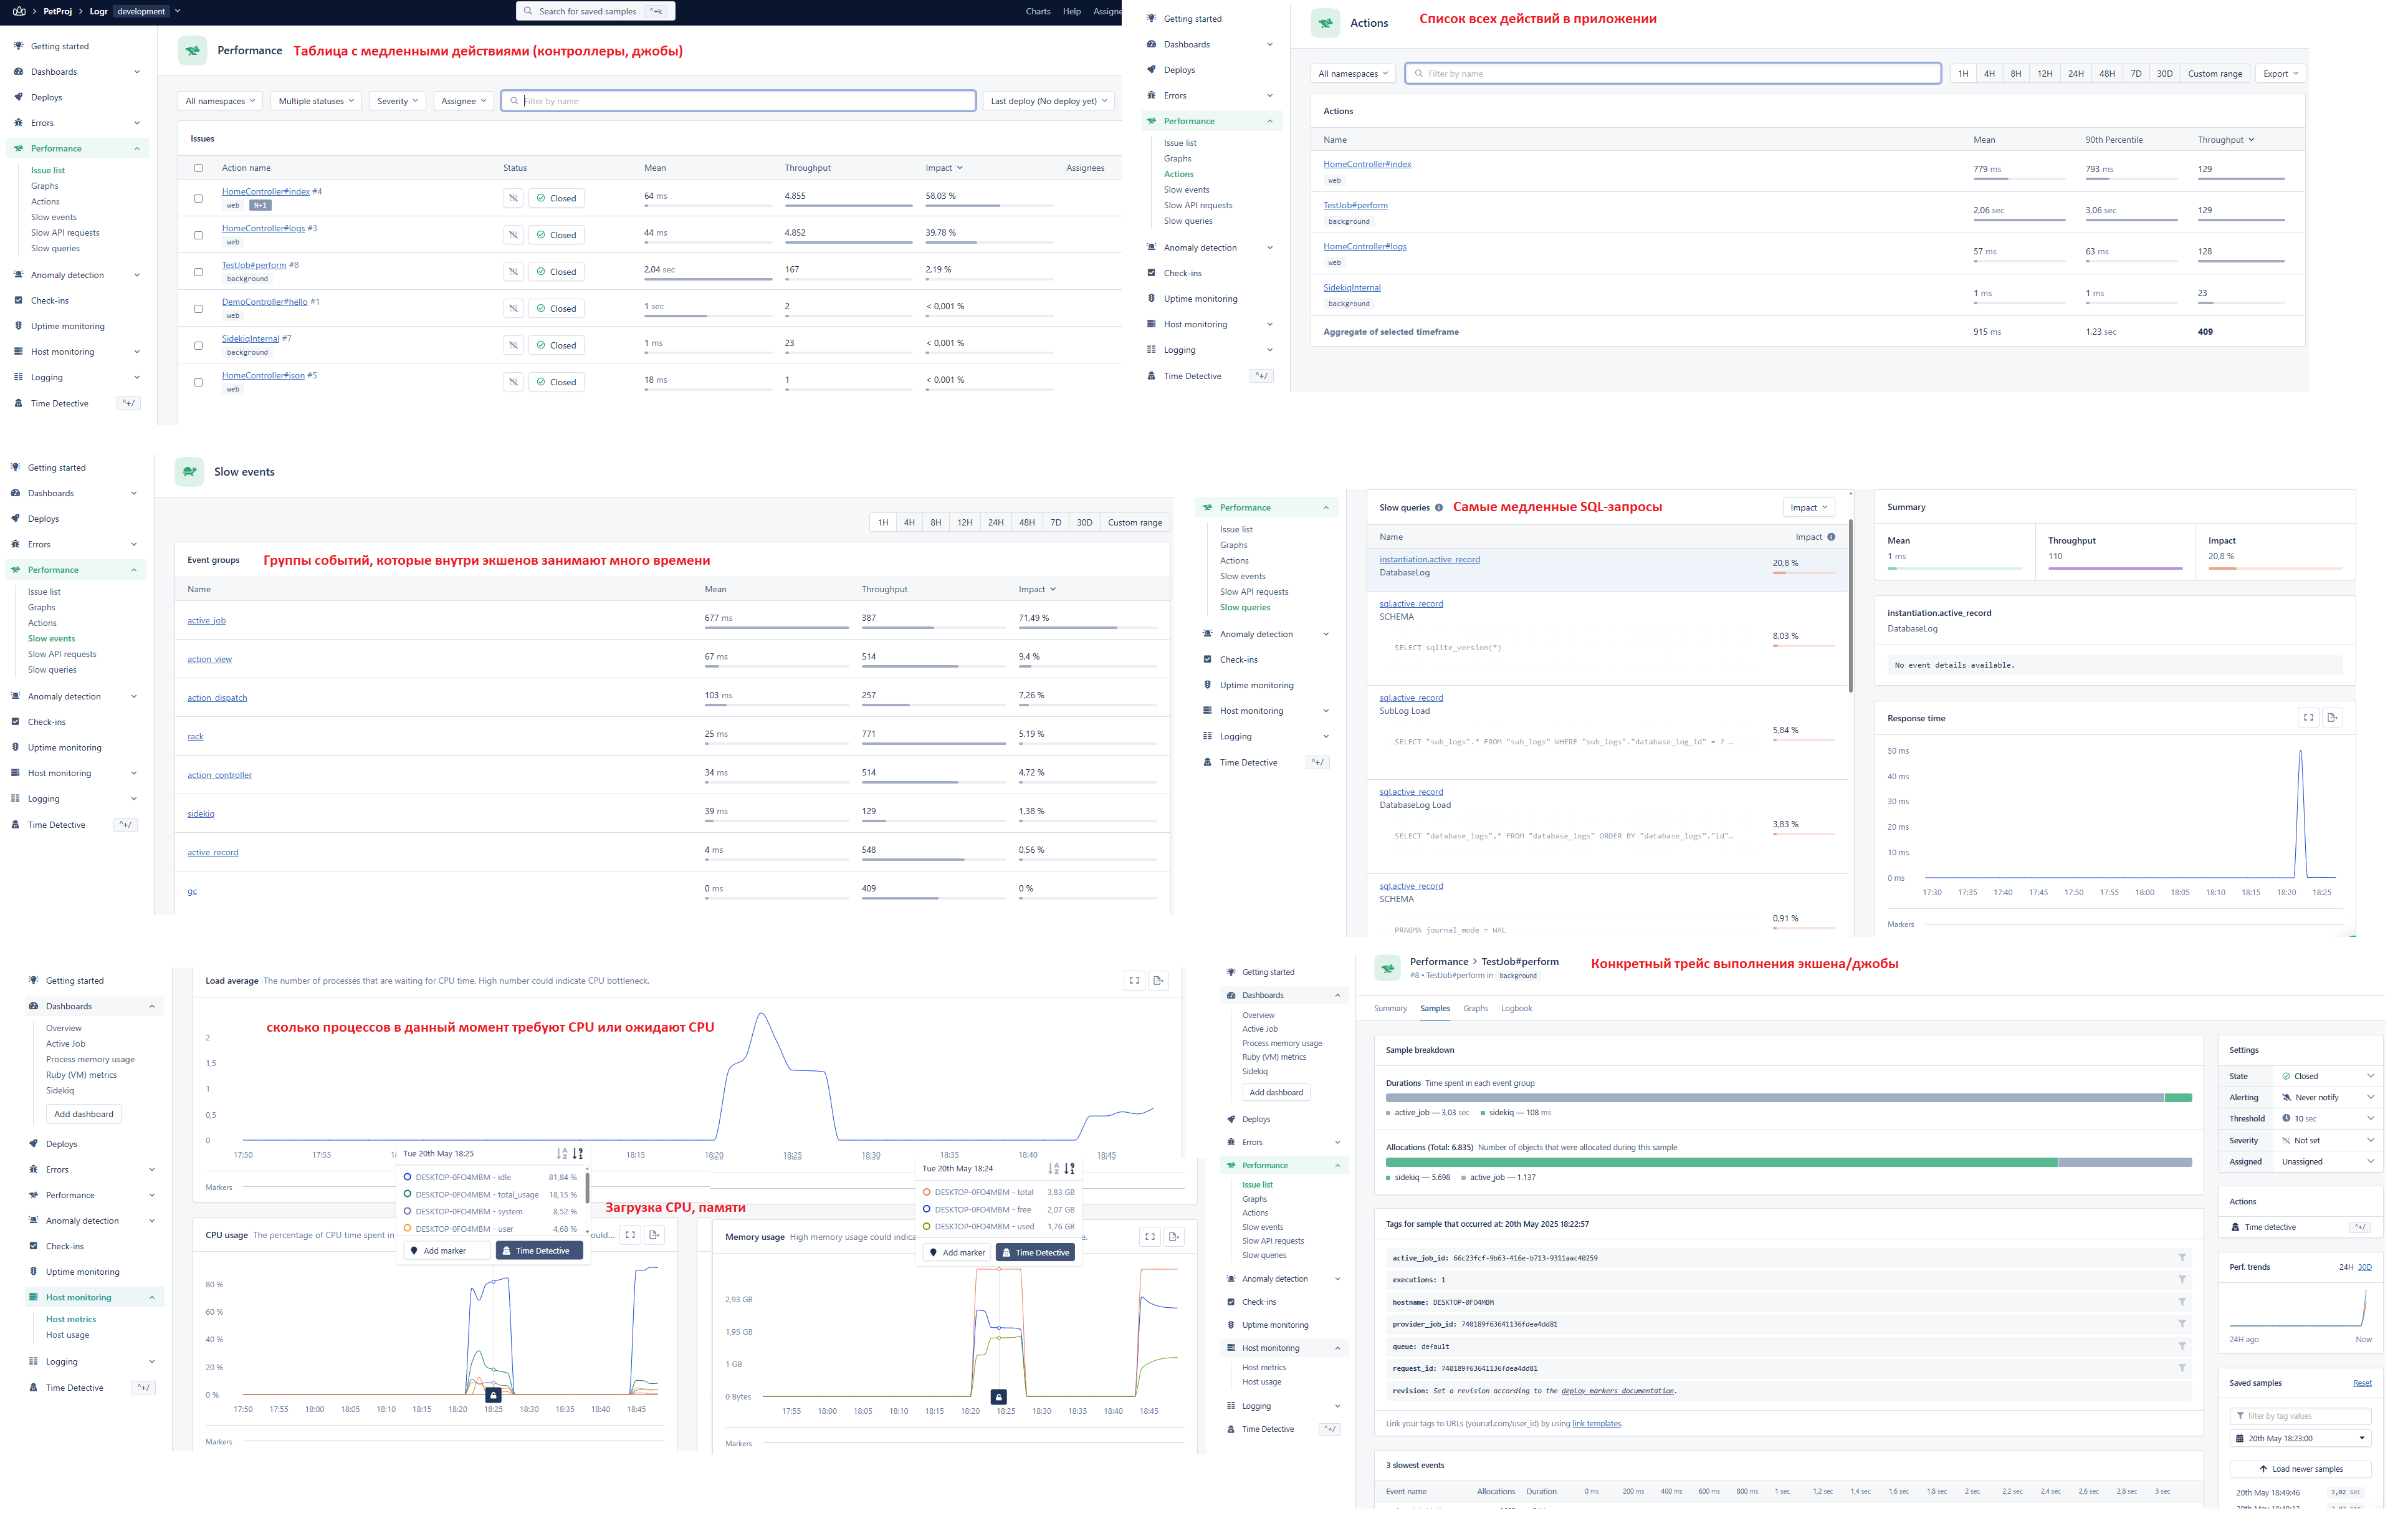 PetProj > Logr development
Search for saved samples ^+k
Charts Help Assigne
Getting started
Dashboards
Deploys
Errors
Performance
Issue list
Graphs
Actions
Slow events
Slow API requests
Slow queries
Anomaly detection
Check-ins
Uptime monitoring
Host monitoring
Logging
Time Detective ^+/
Performance Таблица с медленными действиями (контроллеры, джобы)
All namespaces Multiple statuses Severity Assignee Filter by name Last deploy (No deploy yet)
Issues
Action name Status Mean Throughput Impact Assignees
HomeController#index #4 Closed 64 ms 4.855 58,03 %
web N+1
HomeController#logs #3 Closed 44 ms 4.852 39,78 %
web
TestJob#perform #8 Closed 2,04 sec 167 2,19 %
background
DemoController#hello #1 Closed 1 sec 2 < 0,001 %
web
SidekiqInternal #7 Closed 1 ms 23 < 0,001 %
background
HomeController#json #5 Closed 18 ms 1 < 0,001 %
web
Getting started
Dashboards
Deploys
Errors
Performance
Issue list
Graphs
Actions
Slow events
Slow API requests
Slow queries
Anomaly detection
Check-ins
Uptime monitoring
Host monitoring
Logging
Time Detective ^+/
Actions Список всех действий в приложении
All namespaces Filter by name 1H 4H 8H 12H 24H 48H 7D 30D Custom range Export
Actions
Name Mean 90th Percentile Throughput
HomeController#index 779 ms 793 ms 129
web
TestJob#perform 2,06 sec 3,06 sec 129
background
HomeController#logs 57 ms 63 ms 128
web
SidekiqInternal 1 ms 1 ms 23
background
Aggregate of selected timeframe 915 ms 1,23 sec 409
Getting started
Dashboards
Deploys
Errors
Performance
Issue list
Graphs
Actions
Slow events
Slow API requests
Slow queries
Anomaly detection
Check-ins
Uptime monitoring
Host monitoring
Logging
Time Detective ^+/
Slow events
1H 4H 8H 12H 24H 48H 7D 30D Custom range
Event groups Группы событий, которые внутри экшенов занимают много времени
Name Mean Throughput Impact
active_job 677 ms 387 71,49 %
action_view 67 ms 514 9,4 %
action_dispatch 103 ms 257 7,26 %
rack 25 ms 771 5,19 %
action_controller 34 ms 514 4,72 %
sidekiq 39 ms 129 1,38 %
active_record 4 ms 548 0,56 %
gc 0 ms 409 0 %
Performance
Issue list
Graphs
Actions
Slow events
Slow API requests
Slow queries
Anomaly detection
Check-ins
Uptime monitoring
Host monitoring
Logging
Time Detective ^+/
Slow queries Самые медленные SQL-запросы Impact
Name Impact
instantiation.active_record 20,8 %
DatabaseLog
sql.active_record
SCHEMA 8,03 %
SELECT sqlite_version(*)
sql.active_record
SubLog Load 5,84 %
SELECT "sub_logs".* FROM "sub_logs" WHERE "sub_logs"."database_log_id" = ? …
sql.active_record
DatabaseLog Load 3,83 %
SELECT "database_logs".* FROM "database_logs" ORDER BY "database_logs"."id"…
sql.active_record
SCHEMA 0,91 %
PRAGMA journal_mode = WAL
Summary
Mean Throughput Impact
1 ms 110 20,8 %
instantiation.active_record
DatabaseLog
No event details available.
Response time
50 ms
40 ms
30 ms
20 ms
10 ms
0 ms
17:30 17:35 17:40 17:45 17:50 17:55 18:00 18:05 18:10 18:15 18:20 18:25
Markers
Getting started
Dashboards
Overview
Active Job
Process memory usage
Ruby (VM) metrics
Sidekiq
Add dashboard
Deploys
Errors
Performance
Anomaly detection
Check-ins
Uptime monitoring
Host monitoring
Host metrics
Host usage
Logging
Time Detective ^+/
Load average The number of processes that are waiting for CPU time. High number could indicate CPU bottleneck.
сколько процессов в данный момент требуют CPU или ожидают CPU
2
1,5
1
0,5
0
17:50 17:55 18:15 18:20 18:25 18:30 18:35 18:40 18:45
Markers
Tue 20th May 18:25
DESKTOP-0FO4MBM - idle 81,84 %
DESKTOP-0FO4MBM - total_usage 18,15 %
DESKTOP-0FO4MBM - system 8,52 %
DESKTOP-0FO4MBM - user 4,68 %
Add marker Time Detective
Tue 20th May 18:24
DESKTOP-0FO4MBM - total 3,83 GB
DESKTOP-0FO4MBM - free 2,07 GB
DESKTOP-0FO4MBM - used 1,76 GB
Add marker Time Detective
Загрузка CPU, памяти
CPU usage The percentage of CPU time spent in ould...
80 %
60 %
40 %
20 %
0 %
17:50 17:55 18:00 18:05 18:10 18:15 18:20 18:25 18:30 18:35 18:40 18:45
Markers
Memory usage High memory usage could indica e.
2,93 GB
1,95 GB
1 GB
0 Bytes
17:55 18:00 18:05 18:10 18:15 18:20 18:25 18:30 18:35 18:40 18:45
Markers
Getting started
Dashboards
Overview
Active Job
Process memory usage
Ruby (VM) metrics
Sidekiq
Add dashboard
Deploys
Errors
Performance
Issue list
Graphs
Actions
Slow events
Slow API requests
Slow queries
Anomaly detection
Check-ins
Uptime monitoring
Host monitoring
Host metrics
Host usage
Logging
Time Detective ^+/
Performance > TestJob#perform Конкретный трейс выполнения экшена/джобы
#8 • TestJob#perform in background
Summary Samples Graphs Logbook
Sample breakdown
Durations Time spent in each event group
active_job — 3,03 sec sidekiq — 108 ms
Allocations (Total: 6.835) Number of objects that were allocated during this sample
sidekiq — 5.698 active_job — 1.137
Tags for sample that occurred at: 20th May 2025 18:22:57
active_job_id: 66c23fcf-9b63-416e-b713-9311aac40259
executions: 1
hostname: DESKTOP-0FO4MBM
provider_job_id: 740189f63641136fdea4dd81
queue: default
request_id: 740189f63641136fdea4dd81
revision: Set a revision according to the deploy markers documentation.
Link your tags to URLs (yoururl.com/user_id) by using link templates.
3 slowest events
Event name Allocations Duration 0 ms 200 ms 400 ms 600 ms 800 ms 1 sec 1,2 sec 1,4 sec 1,6 sec 1,8 sec 2 sec 2,2 sec 2,4 sec 2,6 sec 2,8 sec 3 sec
Settings
State Closed
Alerting Never notify
Threshold 10 sec
Severity Not set
Assigned Unassigned
Actions
Time detective ^+/
Perf. trends 24H 30D
24H ago Now
Saved samples Reset
filter by tag values
20th May 18:23:00
Load newer samples
20th May 18:49:46 3,02 sec